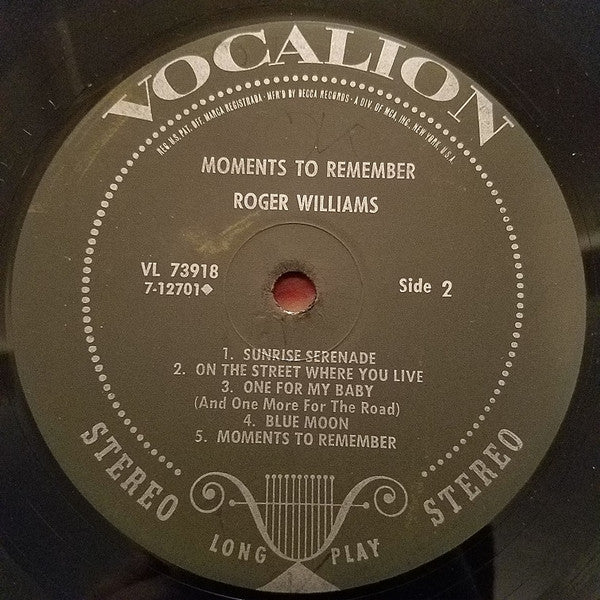 VOCALION
REG. U.S. PAT. OFF. MARCA REGISTRADA · MFR'D BY DECCA RECORDS · A DIV. OF MCA, INC., NEW YORK, U.S.A.
MOMENTS TO REMEMBER
ROGER WILLIAMS
VL 73918
7-12701◆
Side 2
1. SUNRISE SERENADE
2. ON THE STREET WHERE YOU LIVE
3. ONE FOR MY BABY
(And One More For The Road)
4. BLUE MOON
5. MOMENTS TO REMEMBER
STEREO
STEREO
LONG PLAY